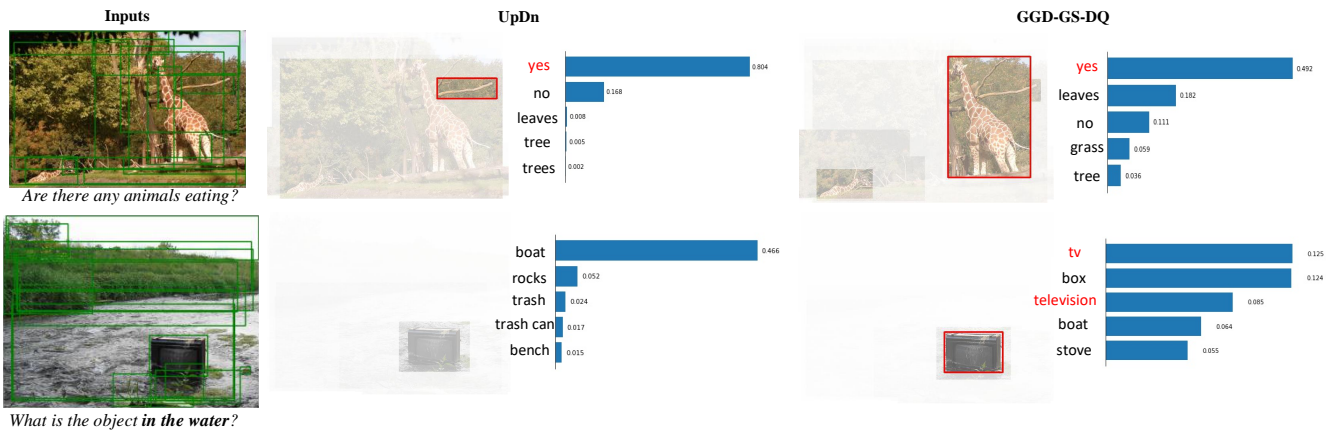 Inputs
UpDn
GGD-GS-DQ
yes 0.804
no 0.168
leaves 0.008
tree 0.005
trees 0.002
yes 0.492
leaves 0.182
no 0.111
grass 0.059
tree 0.036
Are there any animals eating?
boat 0.466
rocks 0.052
trash 0.024
trash can 0.017
bench 0.015
tv 0.125
box 0.124
television 0.085
boat 0.064
stove 0.055
What is the object in the water?